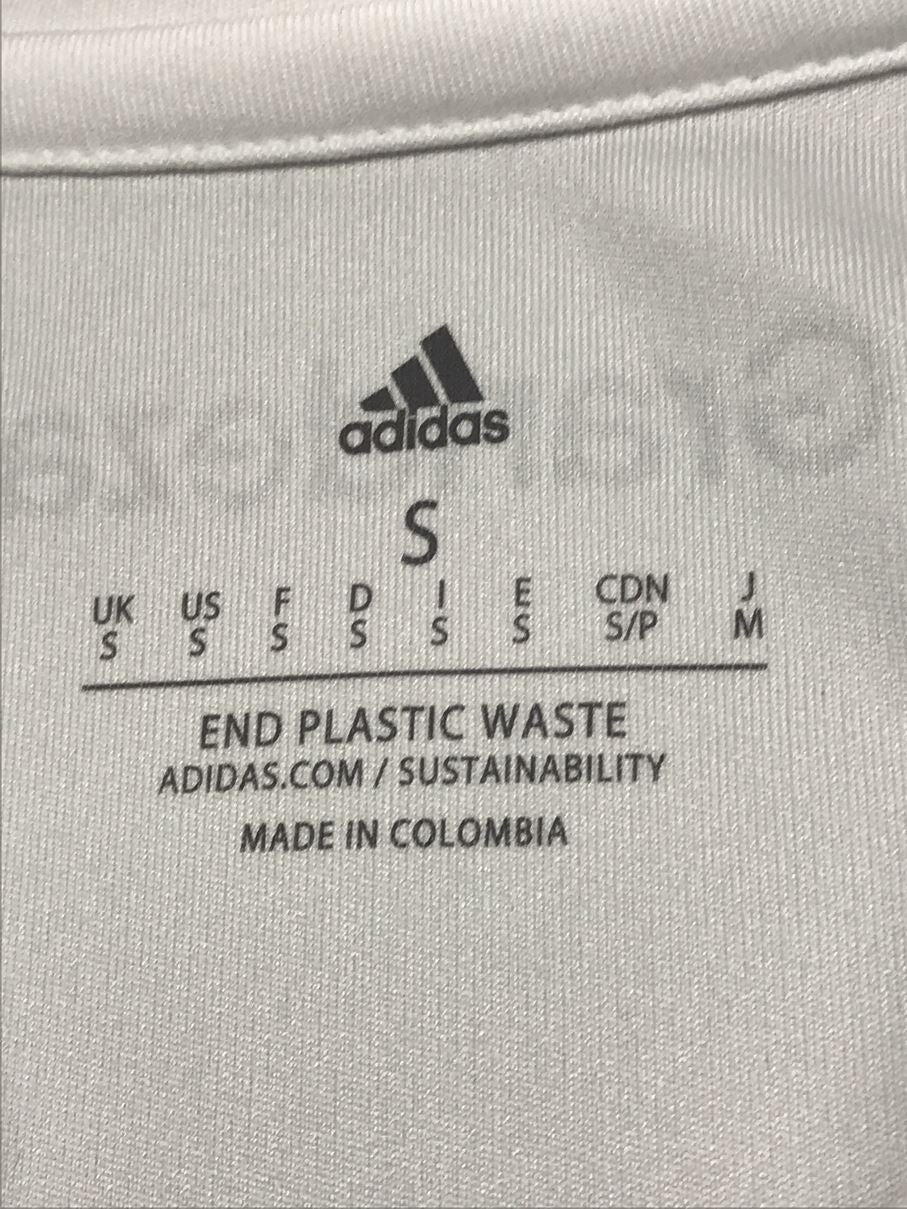 adidas
S
UK US F D I E CDN J
S S S S S S S/P M
END PLASTIC WASTE
ADIDAS.COM / SUSTAINABILITY
MADE IN COLOMBIA